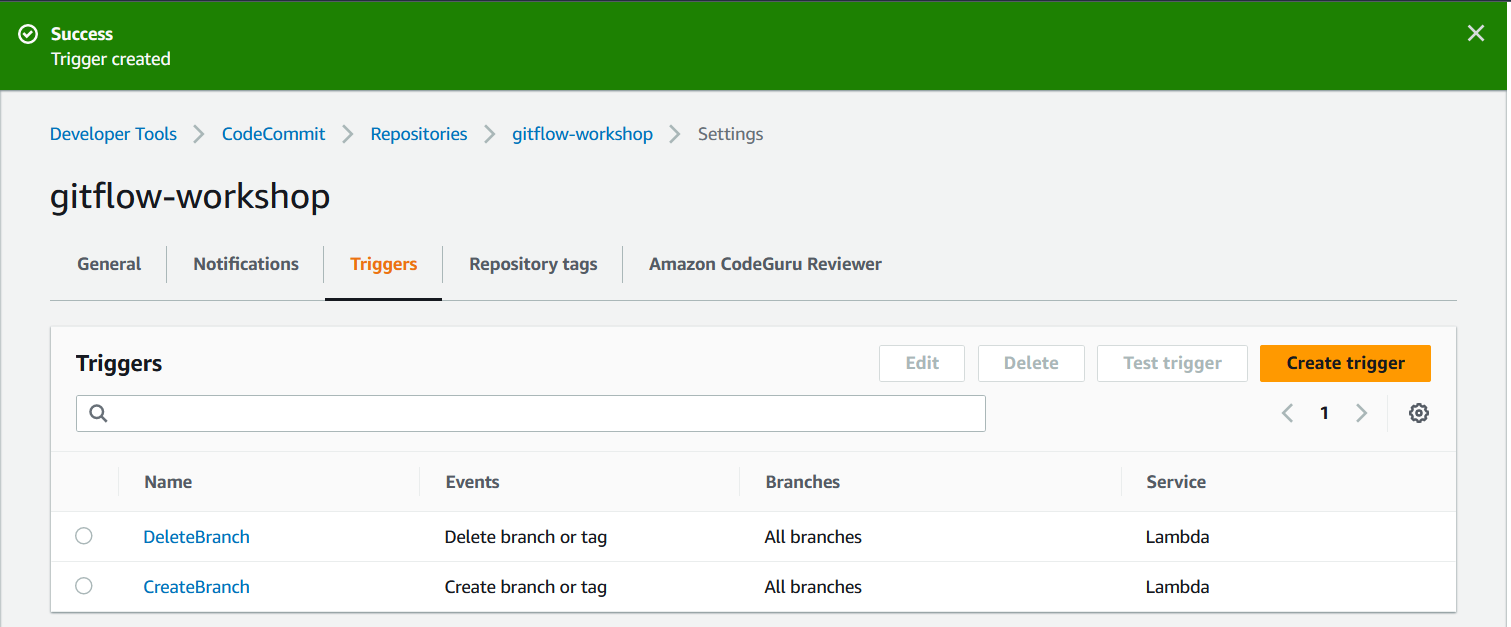 Success
Trigger created
Developer Tools CodeCommit Repositories gitflow-workshop Settings
gitflow-workshop
General Notifications Triggers Repository tags Amazon CodeGuru Reviewer
Triggers Edit Delete Test trigger Create trigger
1
Name Events Branches Service
DeleteBranch Delete branch or tag All branches Lambda
CreateBranch Create branch or tag All branches Lambda